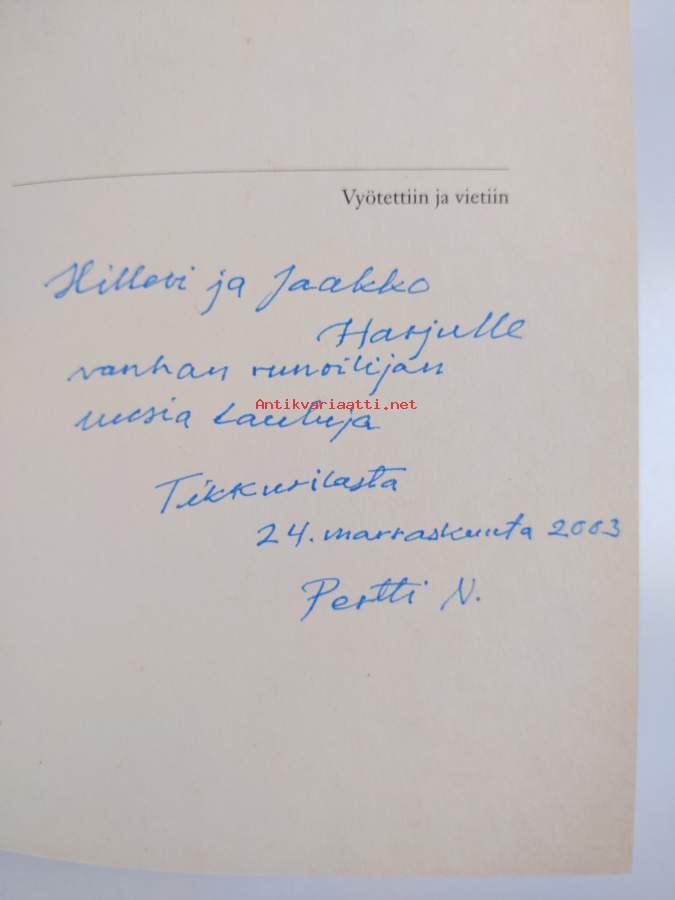 Vyötettiin ja vietiin
Hillevi ja Jaakko
Harjulle
vanhan runoilijan
uusia lauluja
Antikvariaatti.net
Tikkurilasta
24. marraskuuta 2003
Pertti N.